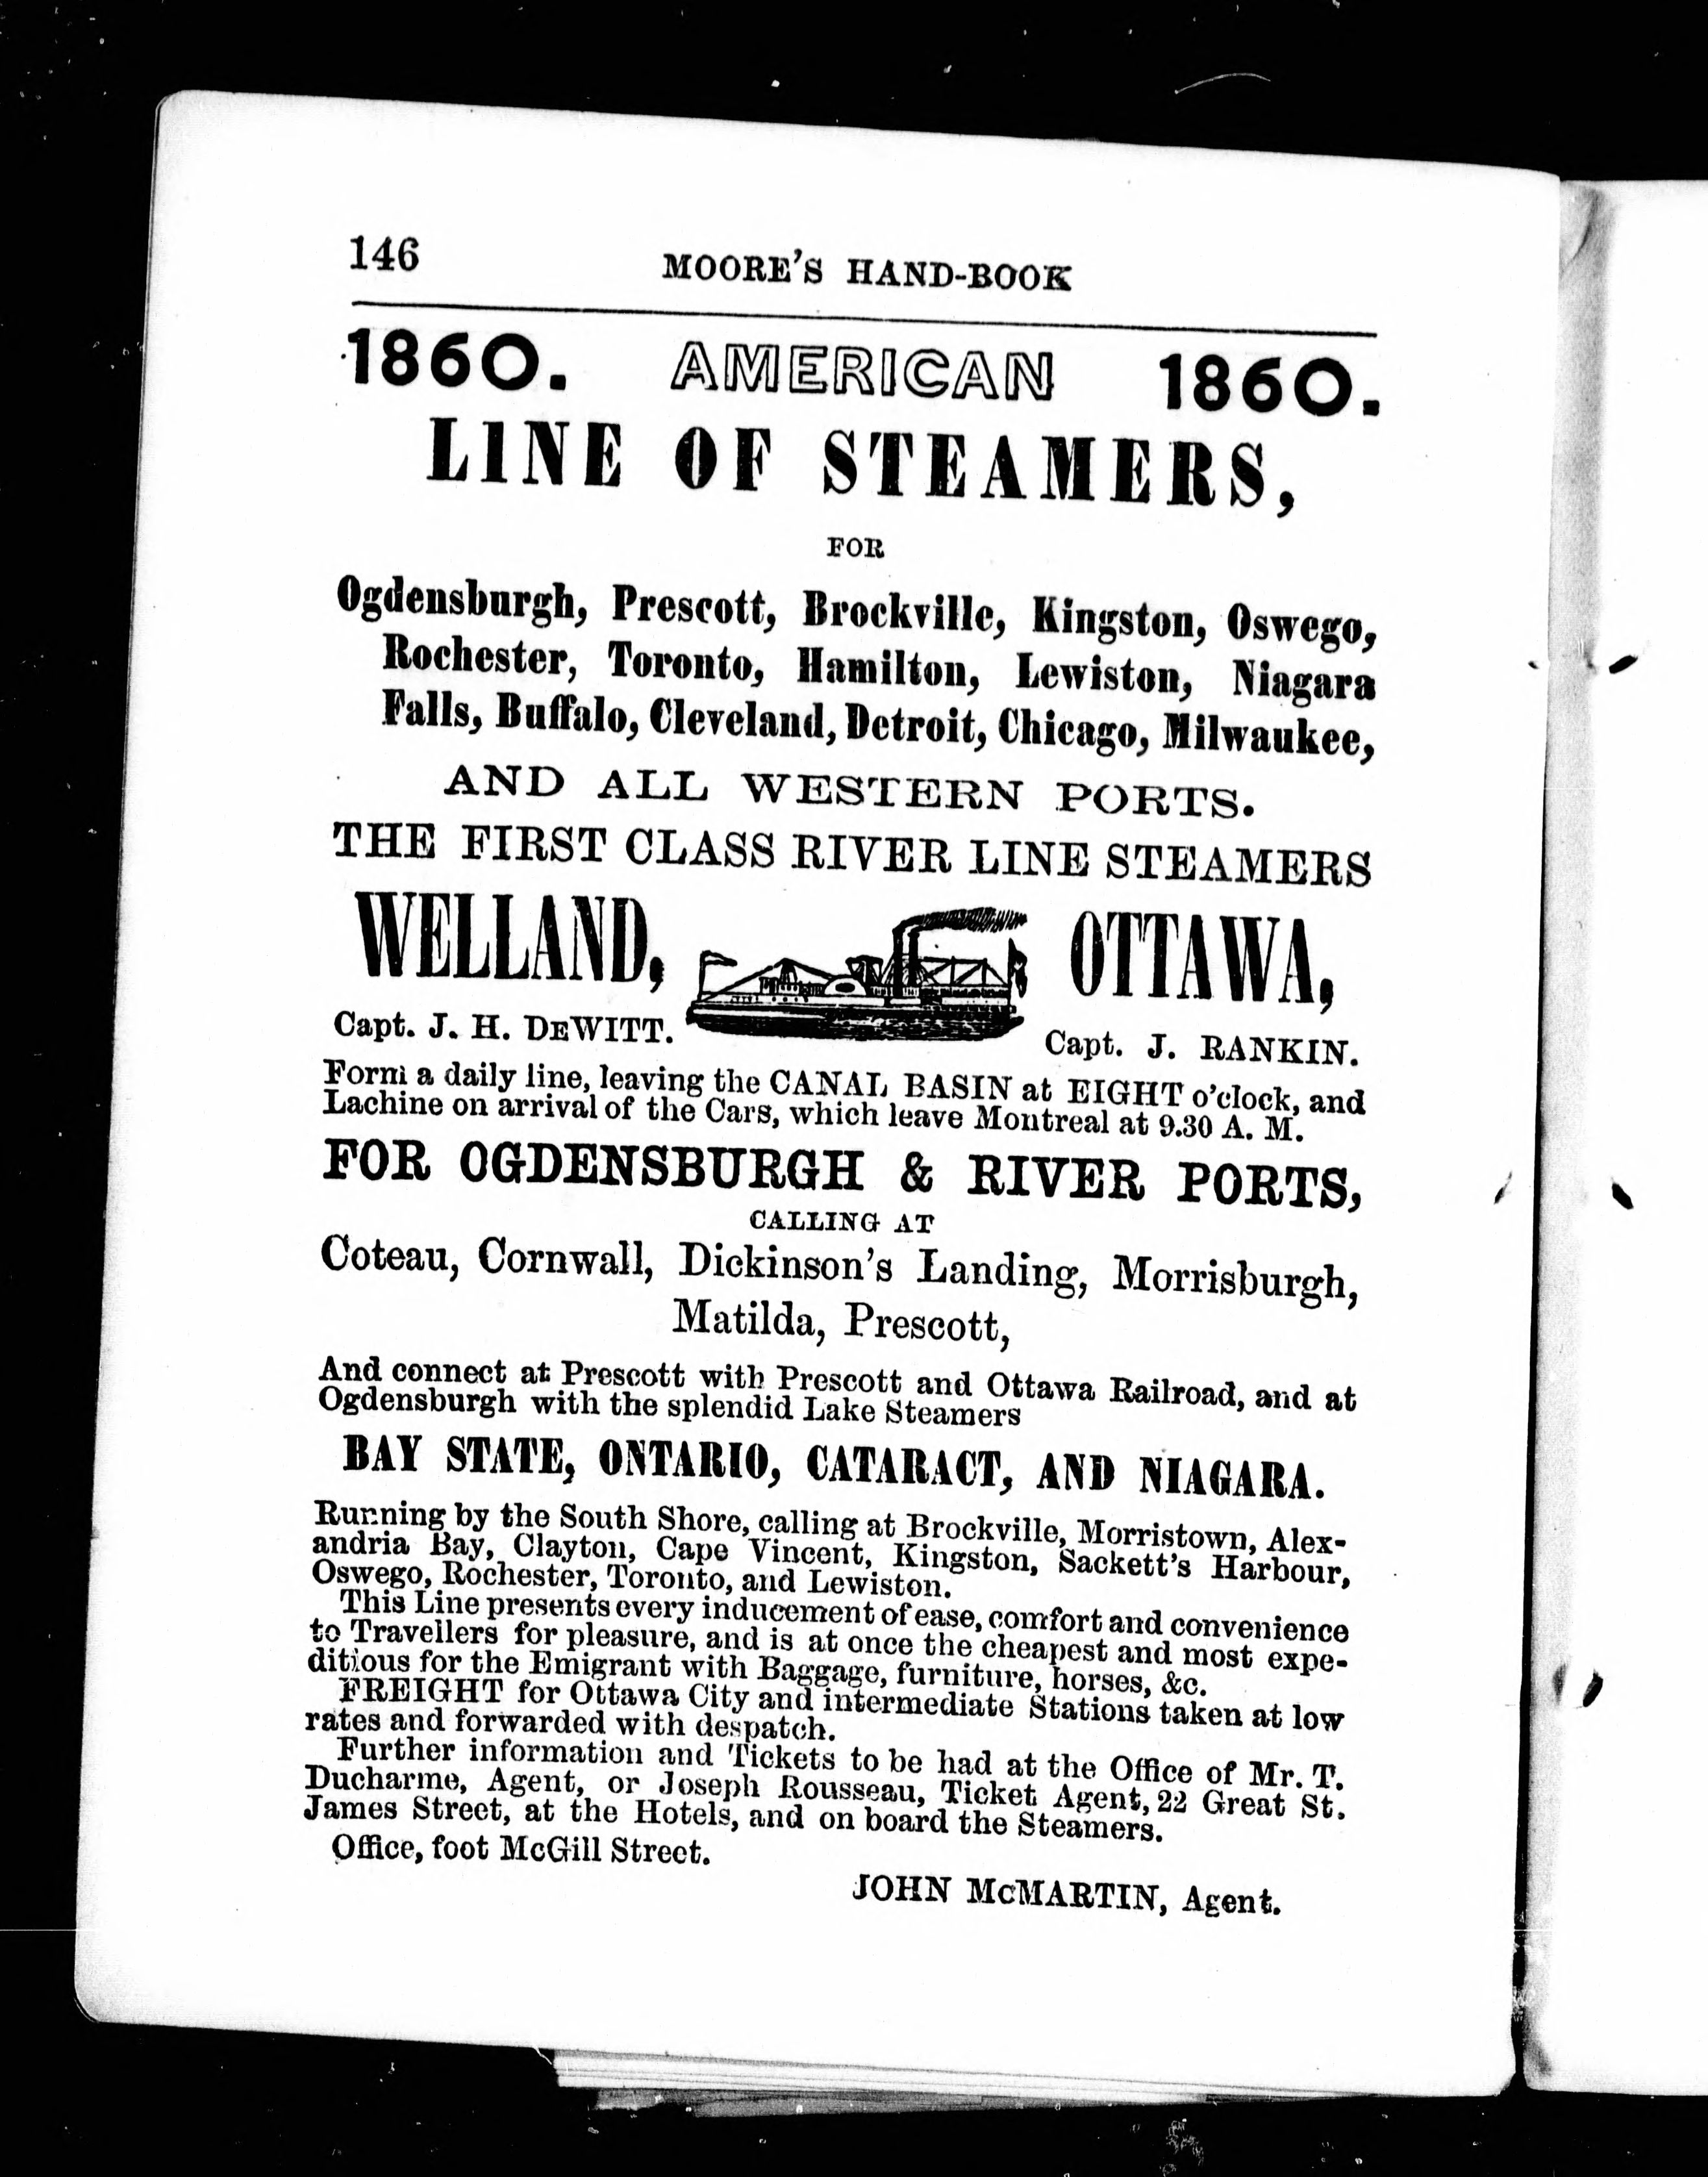 146 MOORE'S HAND-BOOK
1860. AMERICAN 1860.
LINE OF STEAMERS,
FOR
Ogdensburgh, Prescott, Brockville, Kingston, Oswego,
Rochester, Toronto, Hamilton, Lewiston, Niagara
Falls, Buffalo, Cleveland, Detroit, Chicago, Milwaukee,
AND ALL WESTERN PORTS.
THE FIRST CLASS RIVER LINE STEAMERS
WELLAND, OTTAWA,
Capt. J. H. DEWITT. Capt. J. RANKIN.
Form a daily line, leaving the CANAL BASIN at EIGHT o'clock, and
Lachine on arrival of the Cars, which leave Montreal at 9.30 A. M.
FOR OGDENSBURGH & RIVER PORTS,
CALLING AT
Coteau, Cornwall, Dickinson's Landing, Morrisburgh,
Matilda, Prescott,
And connect at Prescott with Prescott and Ottawa Railroad, and at
Ogdensburgh with the splendid Lake Steamers
BAY STATE, ONTARIO, CATARACT, AND NIAGARA.
Running by the South Shore, calling at Brockville, Morristown, Alex-
andria Bay, Clayton, Cape Vincent, Kingston, Sackett's Harbour,
Oswego, Rochester, Toronto, and Lewiston.
This Line presents every inducement of ease, comfort and convenience
to Travellers for pleasure, and is at once the cheapest and most expe-
ditious for the Emigrant with Baggage, furniture, horses, &c.
FREIGHT for Ottawa City and intermediate Stations taken at low
rates and forwarded with despatch.
Further information and Tickets to be had at the Office of Mr. T.
Ducharme, Agent, or Joseph Rousseau, Ticket Agent, 22 Great St.
James Street, at the Hotels, and on board the Steamers.
Office, foot McGill Street.
JOHN McMARTIN, Agent.